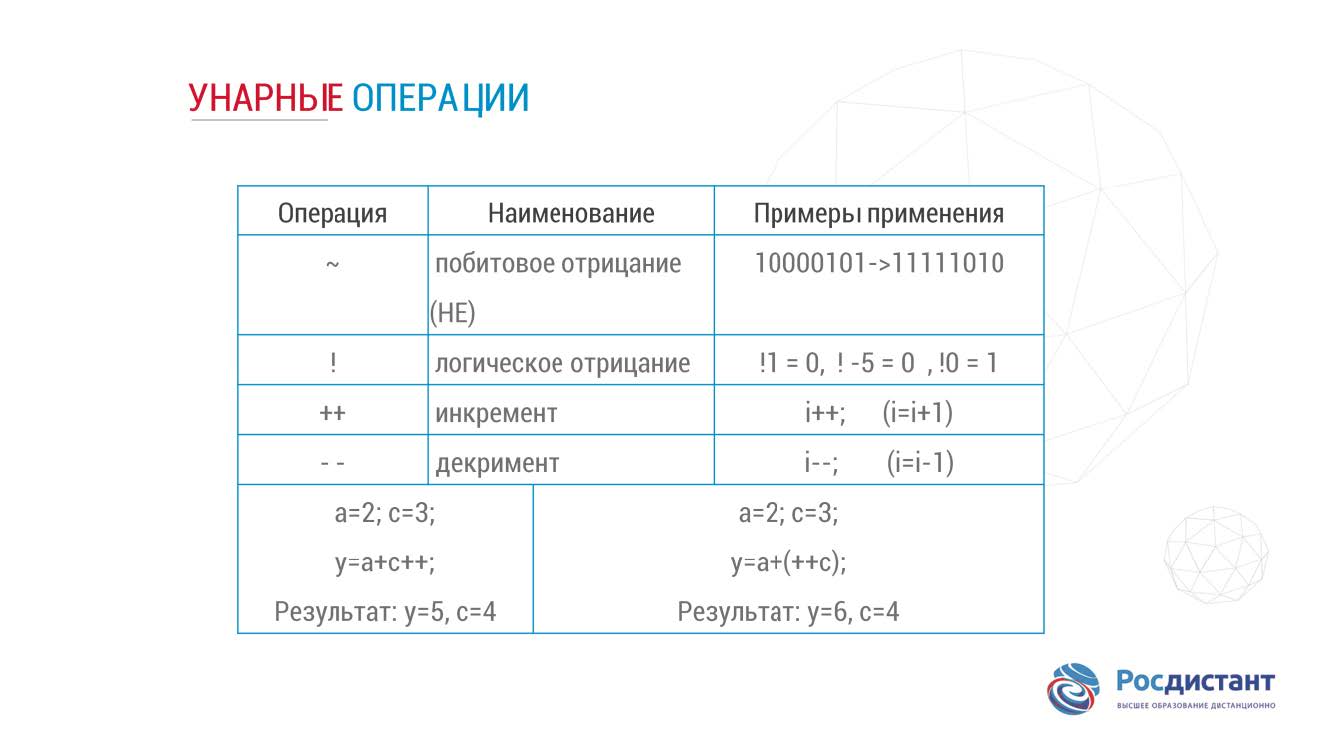 УНАРНЫЕ ОПЕРАЦИИ
Операция Наименование Примеры применения
~ побитовое отрицание 10000101->11111010
(НЕ)
! логическое отрицание !1 = 0, ! -5 = 0 , !0 = 1
++ инкремент i++; (i=i+1)
- - декримент i--; (i=i-1)
a=2; c=3; a=2; c=3;
y=a+c++; y=a+(++c);
Результат: y=5, c=4 Результат: y=6, c=4
Росдистант
ВЫСШЕЕ ОБРАЗОВАНИЕ ДИСТАНЦИОННО